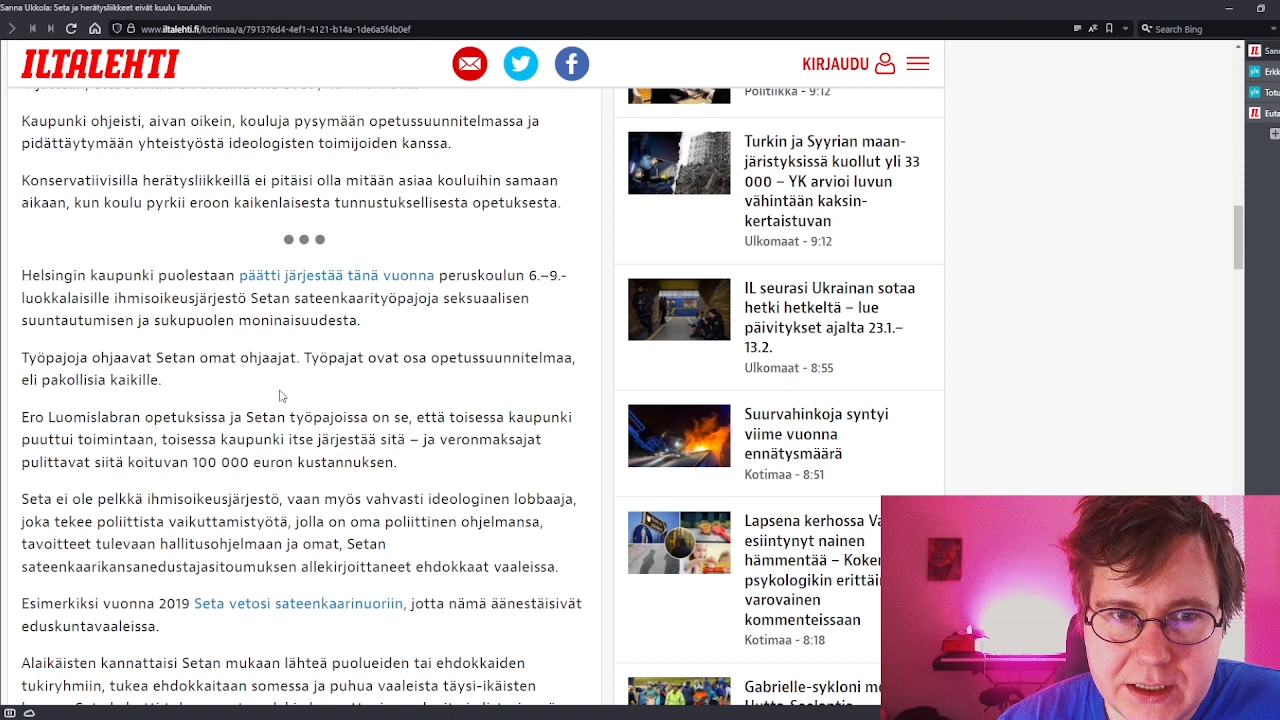 Sanna Ukkola: Seta ja herätysliikkeet eivät kuulu kouluihin
www.iltalehti.fi/kotimaa/a/791376d4-4ef1-4121-b14a-1de6a5f4b0ef
Search Bing
ILTALEHTI
KIRJAUDU
Kaupunki ohjeisti, aivan oikein, kouluja pysymään opetussuunnitelmassa ja
pidättäytymään yhteistyöstä ideologisten toimijoiden kanssa.
Konservatiivisilla herätysliikkeillä ei pitäisi olla mitään asiaa kouluihin samaan
aikaan, kun koulu pyrkii eroon kaikenlaisesta tunnustuksellisesta opetuksesta.
Helsingin kaupunki puolestaan päätti järjestää tänä vuonna peruskoulun 6.–9.-
luokkalaisille ihmisoikeusjärjestö Setan sateenkaarityöpajoja seksuaalisen
suuntautumisen ja sukupuolen moninaisuudesta.
Työpajoja ohjaavat Setan omat ohjaajat. Työpajat ovat osa opetussuunnitelmaa,
eli pakollisia kaikille.
Ero Luomislabran opetuksissa ja Setan työpajoissa on se, että toisessa kaupunki
puuttui toimintaan, toisessa kaupunki itse järjestää sitä – ja veronmaksajat
pulittavat siitä koituvan 100 000 euron kustannuksen.
Seta ei ole pelkkä ihmisoikeusjärjestö, vaan myös vahvasti ideologinen lobbaaja,
joka tekee poliittista vaikuttamistyötä, jolla on oma poliittinen ohjelmansa,
tavoitteet tulevaan hallitusohjelmaan ja omat, Setan
sateenkaarikansanedustajasitoumuksen allekirjoittaneet ehdokkaat vaaleissa.
Esimerkiksi vuonna 2019 Seta vetosi sateenkaarinuoriin, jotta nämä äänestäisivät
eduskuntavaaleissa.
Alaikäisten kannattaisi Setan mukaan lähteä puolueiden tai ehdokkaiden
tukiryhmiin, tukea ehdokkaitaan somessa ja puhua vaaleista täysi-ikäisten
Politiikka - 9:12
Turkin ja Syyrian maan-
järistyksissä kuollut yli 33
000 – YK arvioi luvun
vähintään kaksin-
kertaistuvan
Ulkomaat - 9:12
IL seurasi Ukrainan sotaa
hetki hetkeltä – lue
päivitykset ajalta 23.1.–
13.2.
Ulkomaat - 8:55
Suurvahinkoja syntyi
viime vuonna
ennätysmäärä
Kotimaa - 8:51
Lapsena kerhossa Va
esiintynyt nainen
hämmentää – Koken
psykologikin erittäin
varovainen
kommenteissaan
Kotimaa - 8:18
Gabrielle-sykloni m
San
yle Erkk
yle Totu
Euta